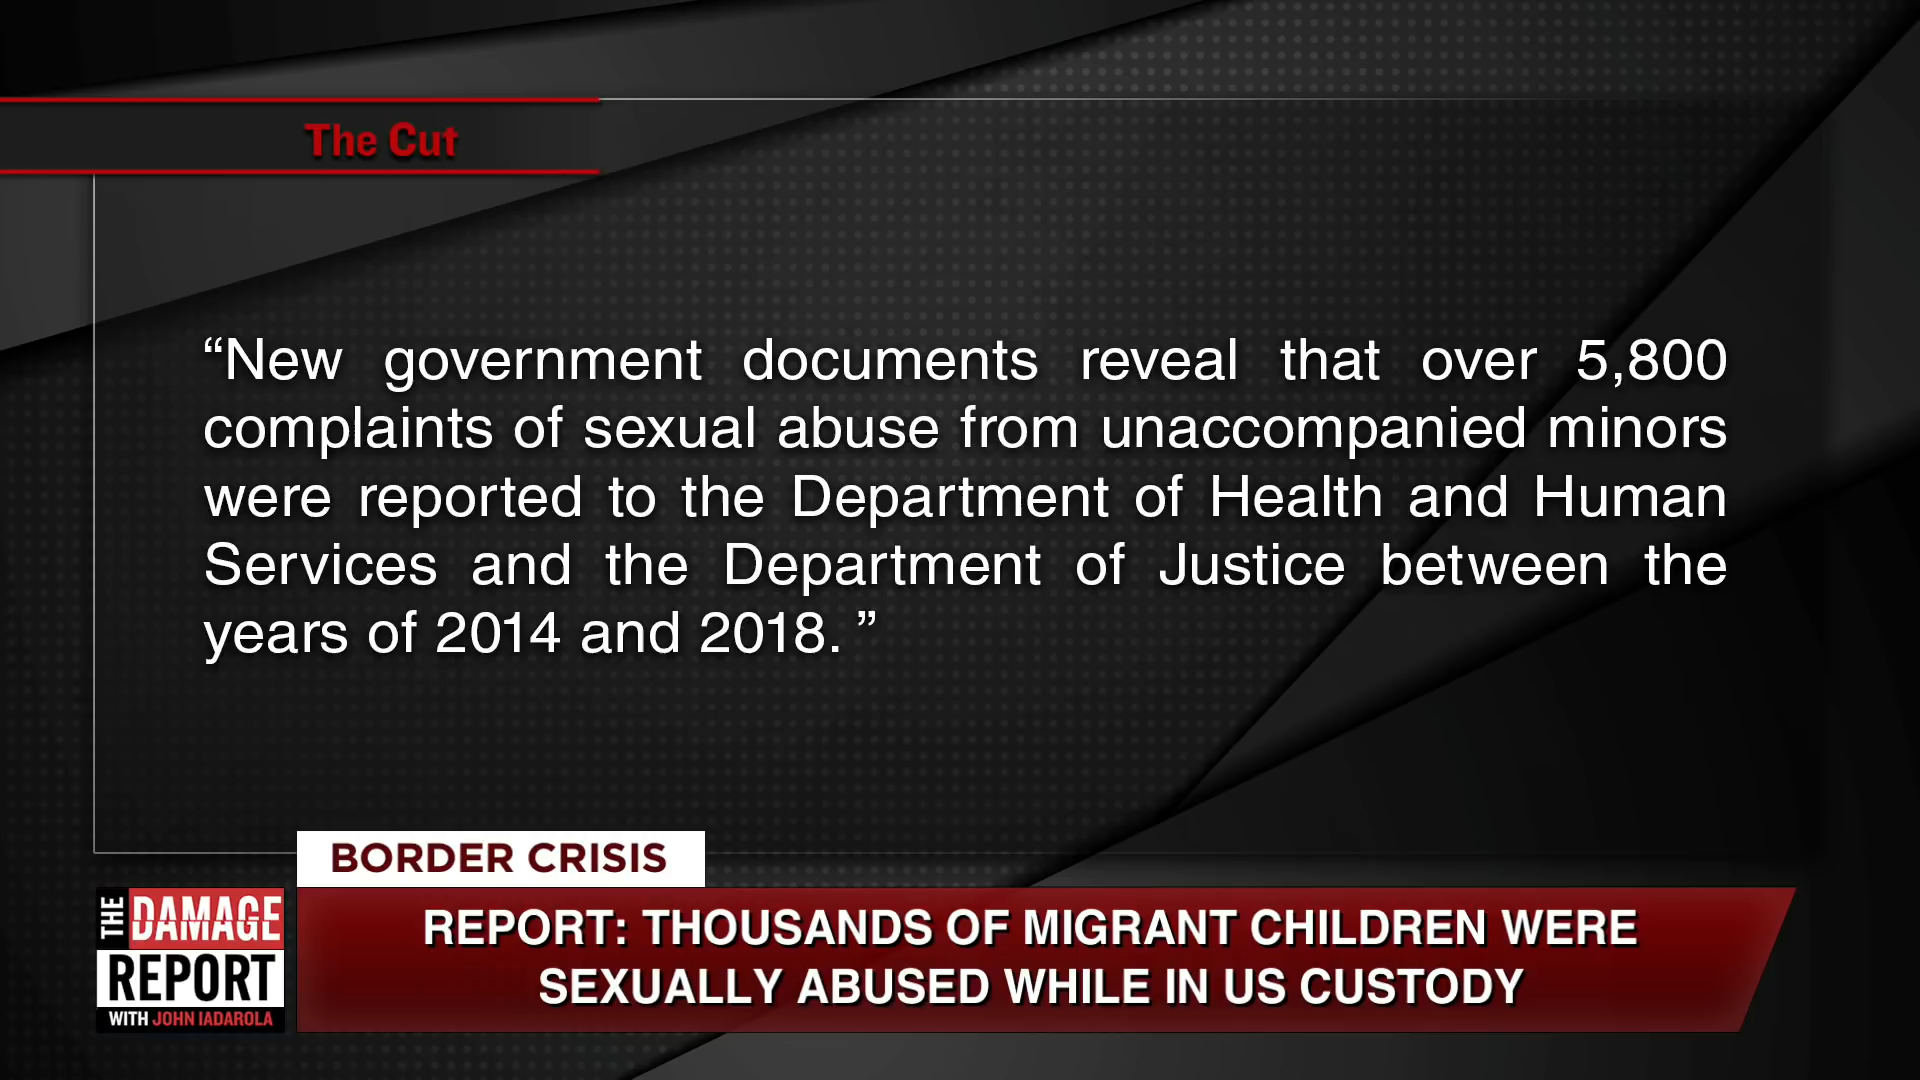 The Cut
“New government documents reveal that over 5,800
complaints of sexual abuse from unaccompanied minors
were reported to the Department of Health and Human
Services and the Department of Justice between the
years of 2014 and 2018. ”
BORDER CRISIS
THE DAMAGE
REPORT
WITH JOHN IADAROLA
REPORT: THOUSANDS OF MIGRANT CHILDREN WERE
SEXUALLY ABUSED WHILE IN US CUSTODY